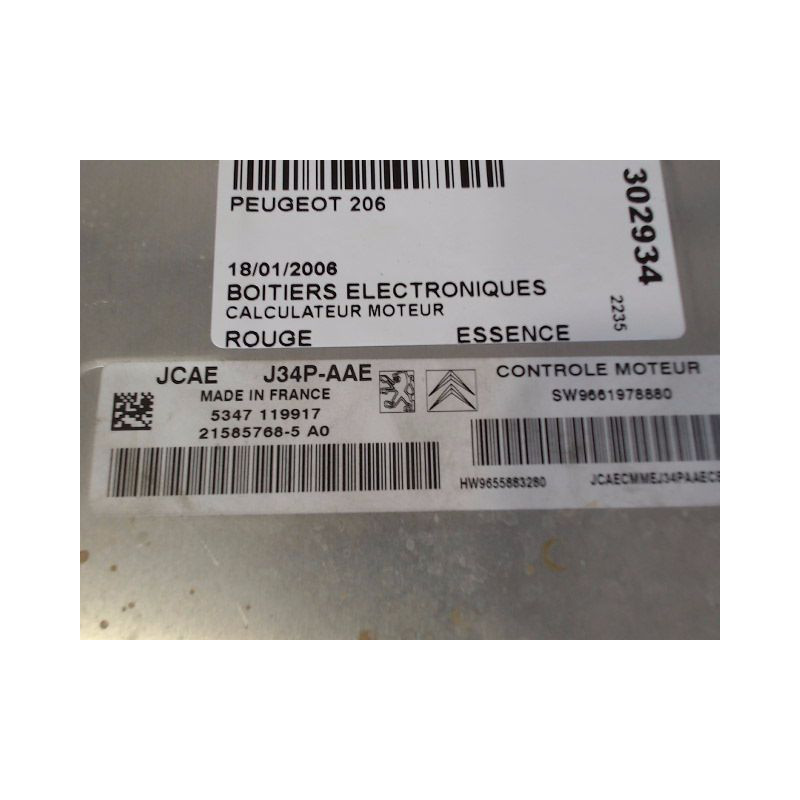 PEUGEOT 206
18/01/2006
BOITIERS ELECTRONIQUES
CALCULATEUR MOTEUR
ROUGE ESSENCE
302934
2235
JCAE J34P-AAE
MADE IN FRANCE
5347 119917
21585768-5 A0
CONTROLE MOTEUR
SW9661978880
HW9655883280 JCAECMMEJ34PAAECE